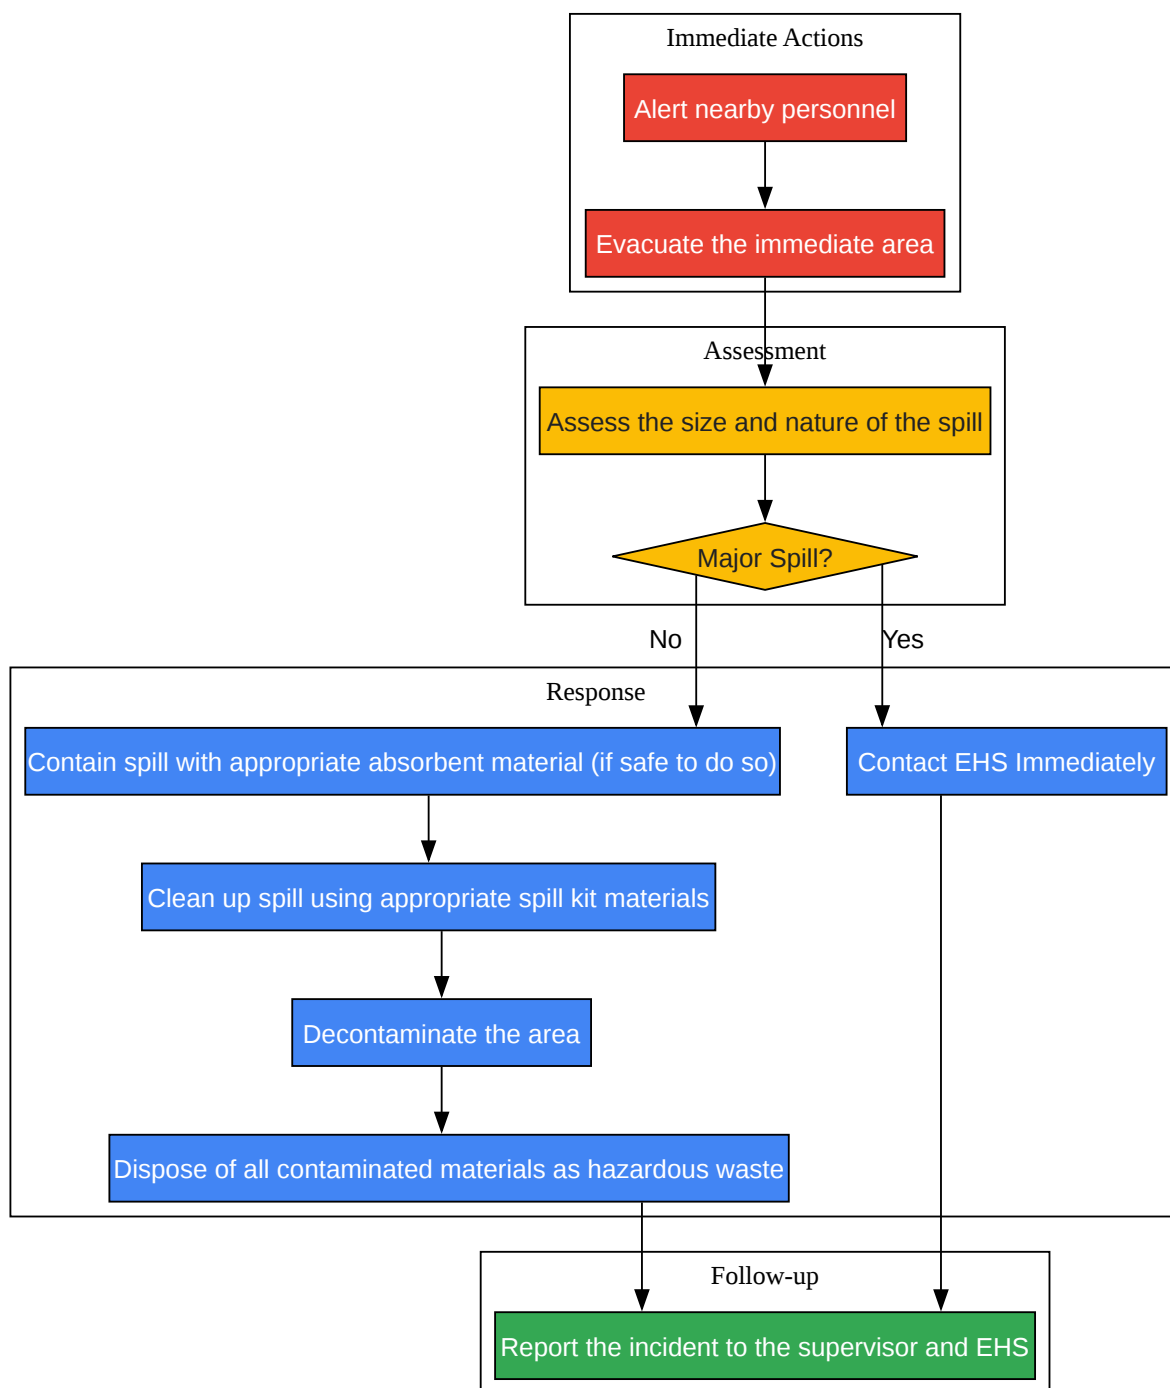 Immediate Actions
Alert nearby personnel
Evacuate the immediate area
Assessment
Assess the size and nature of the spill
Major Spill?
No
Yes
Response
Contain spill with appropriate absorbent material (if safe to do so)
Contact EHS Immediately
Clean up spill using appropriate spill kit materials
Decontaminate the area
Dispose of all contaminated materials as hazardous waste
Follow-up
Report the incident to the supervisor and EHS